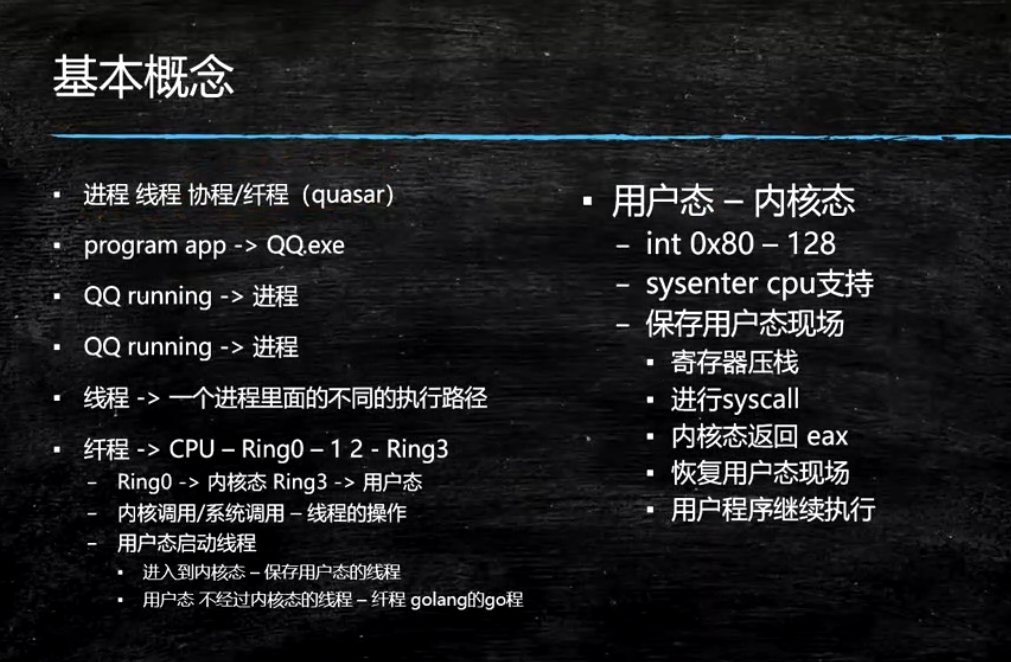 基本概念
进程 线程 协程/纤程（quasar）
program app -> QQ.exe
QQ running -> 进程
QQ running -> 进程
线程 -> 一个进程里面的不同的执行路径
纤程 -> CPU – Ring0 – 1 2 - Ring3
– Ring0 -> 内核态 Ring3 -> 用户态
– 内核调用/系统调用 – 线程的操作
– 用户态启动线程
进入到内核态 – 保存用户态的线程
用户态 不经过内核态的线程 – 纤程 golang的go程
用户态 – 内核态
– int 0x80 – 128
– sysenter cpu支持
– 保存用户态现场
寄存器压栈
进行syscall
内核态返回 eax
恢复用户态现场
用户程序继续执行